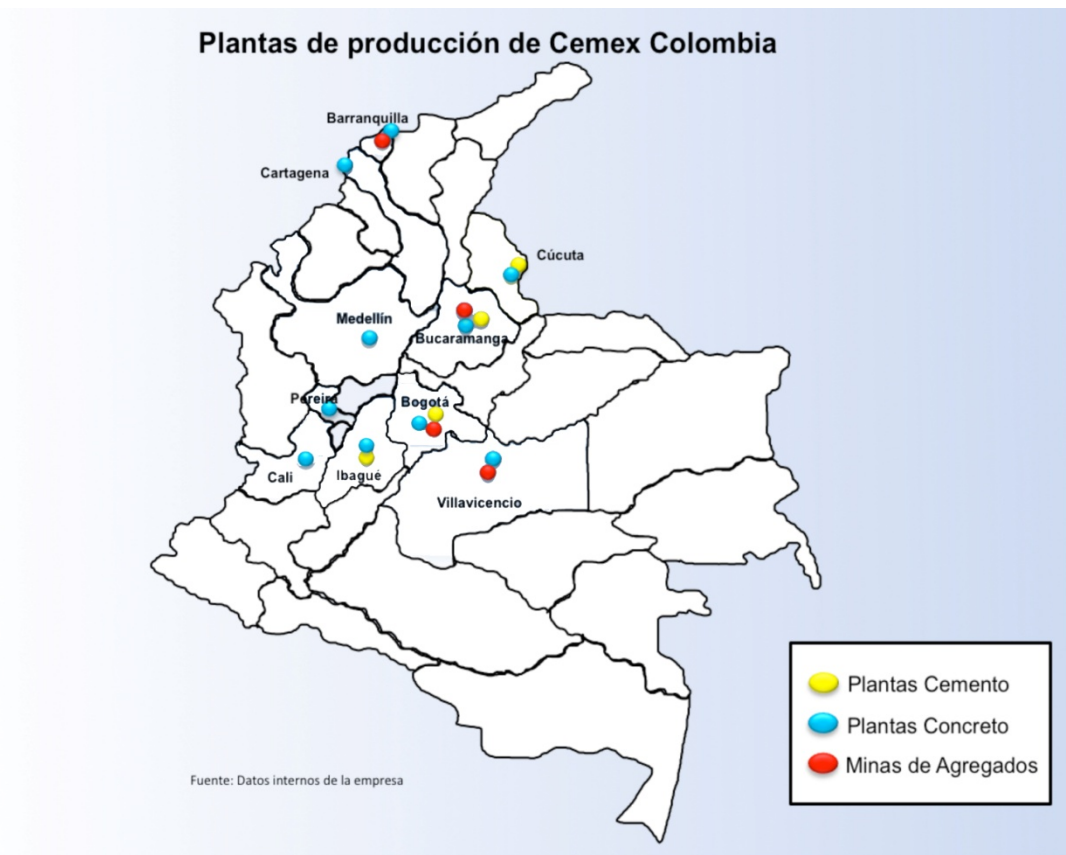 Plantas de producción de Cemex Colombia
Barranquilla
Cartagena
Cúcuta
Medellín
Bucaramanga
Pereira
Bogotá
Cali
Ibagué
Villavicencio
Plantas Cemento
Plantas Concreto
Minas de Agregados
Fuente: Datos internos de la empresa